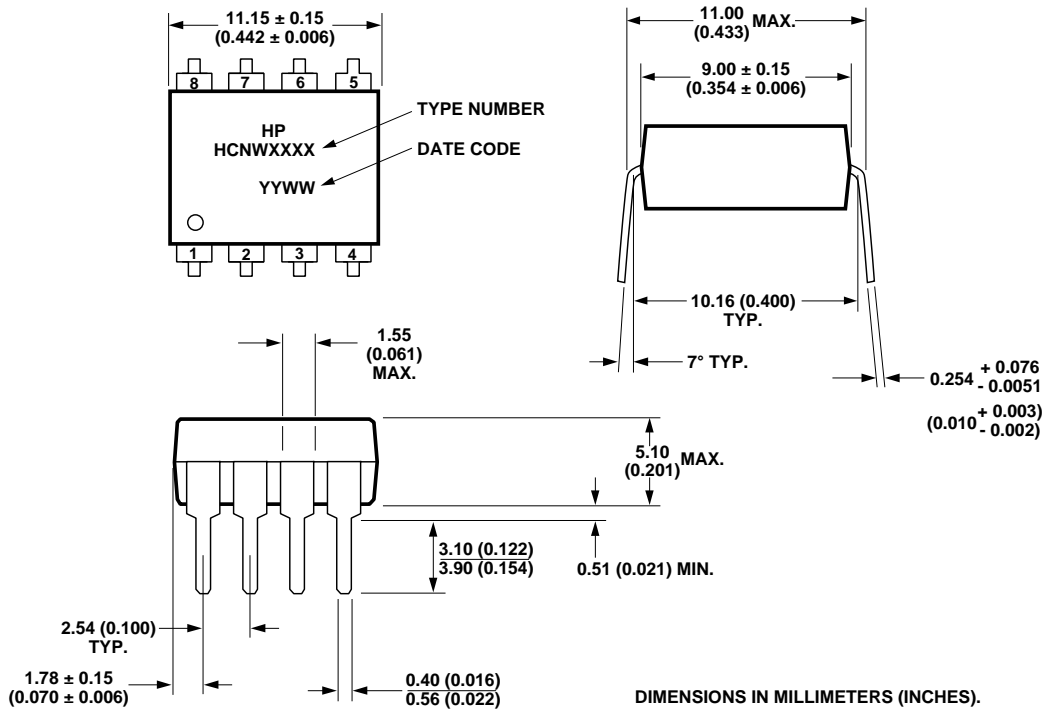 11.15 ± 0.15
(0.442 ± 0.006)
8 7 6 5
HP
HCNWXXXX
YYWW
1 2 3 4
TYPE NUMBER
DATE CODE
11.00
(0.433) MAX.
9.00 ± 0.15
(0.354 ± 0.006)
10.16 (0.400)
TYP.
7° TYP.
0.254 + 0.076
- 0.0051
(0.010 + 0.003)
- 0.002)
1.55
(0.061)
MAX.
5.10
(0.201) MAX.
3.10 (0.122)
3.90 (0.154)
0.51 (0.021) MIN.
2.54 (0.100)
TYP.
1.78 ± 0.15
(0.070 ± 0.006)
0.40 (0.016)
0.56 (0.022)
DIMENSIONS IN MILLIMETERS (INCHES).